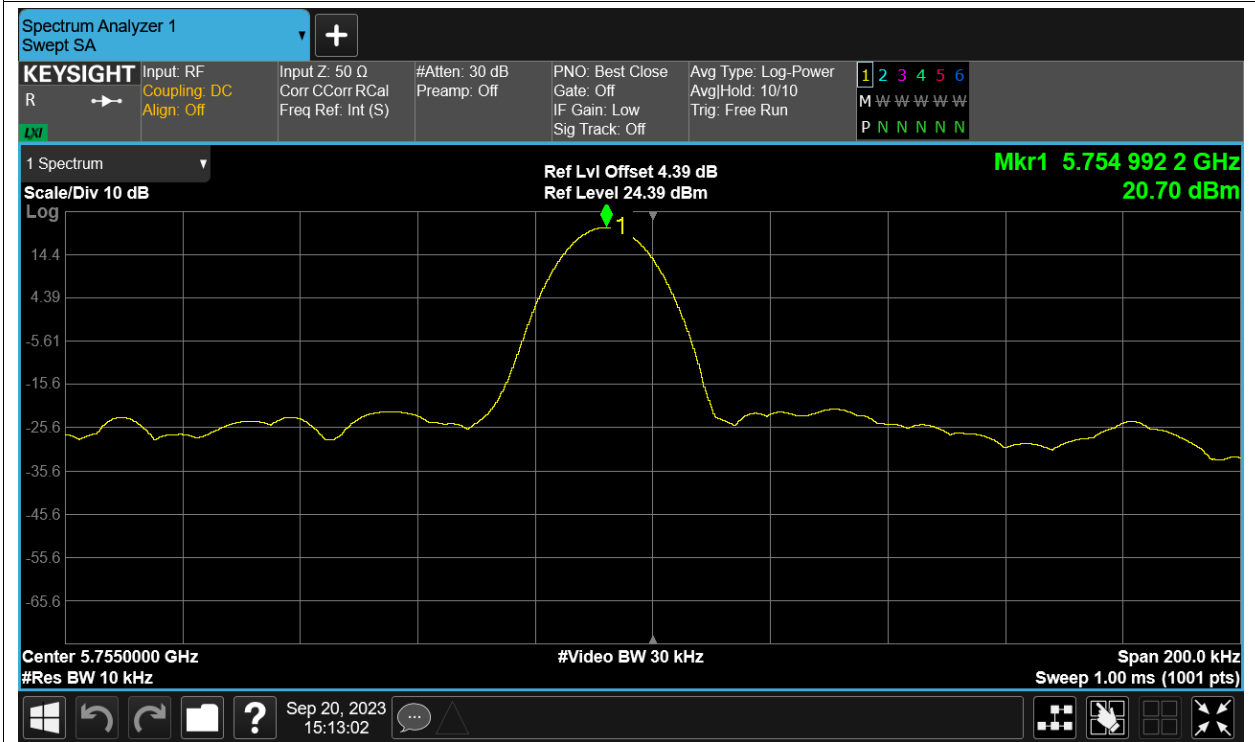 Spectrum Analyzer 1
Swept SA
+
KEYSIGHT
R
LXI
Input: RF
Coupling: DC
Align: Off
Input Z: 50 Ω
Corr CCorr RCal
Freq Ref: Int (S)
#Atten: 30 dB
Preamp: Off
PNO: Best Close
Gate: Off
IF Gain: Low
Sig Track: Off
Avg Type: Log-Power
Avg|Hold: 10/10
Trig: Free Run
1 2 3 4 5 6
M W W W W W
P N N N N N
1 Spectrum
Scale/Div 10 dB
Ref Lvl Offset 4.39 dB
Ref Level 24.39 dBm
Mkr1 5.754 992 2 GHz
20.70 dBm
Log
1
14.4
4.39
-5.61
-15.6
-25.6
-35.6
-45.6
-55.6
-65.6
Center 5.7550000 GHz
#Video BW 30 kHz
Span 200.0 kHz
#Res BW 10 kHz
Sweep 1.00 ms (1001 pts)
?
Sep 20, 2023
15:13:02